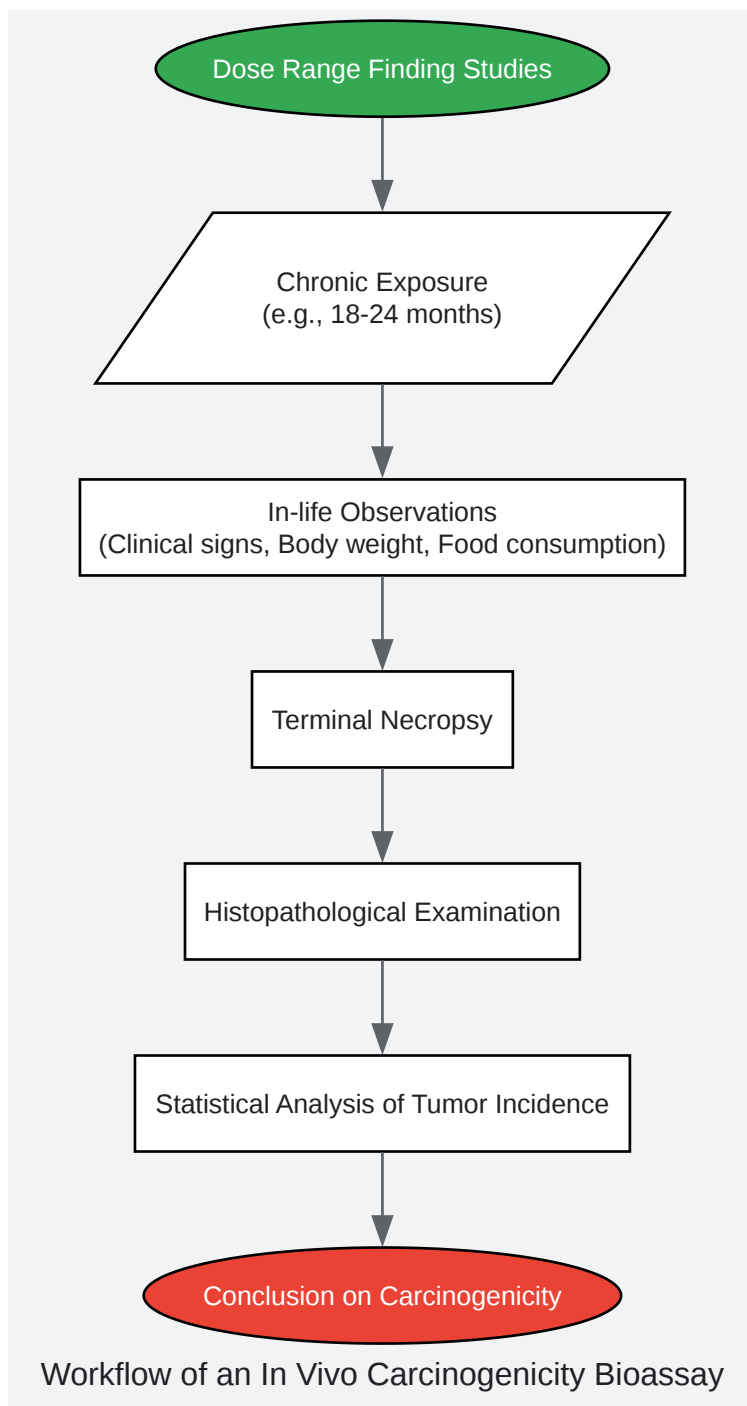 Dose Range Finding Studies
Chronic Exposure
(e.g., 18-24 months)
In-life Observations
(Clinical signs, Body weight, Food consumption)
Terminal Necropsy
Histopathological Examination
Statistical Analysis of Tumor Incidence
Conclusion on Carcinogenicity
Workflow of an In Vivo Carcinogenicity Bioassay